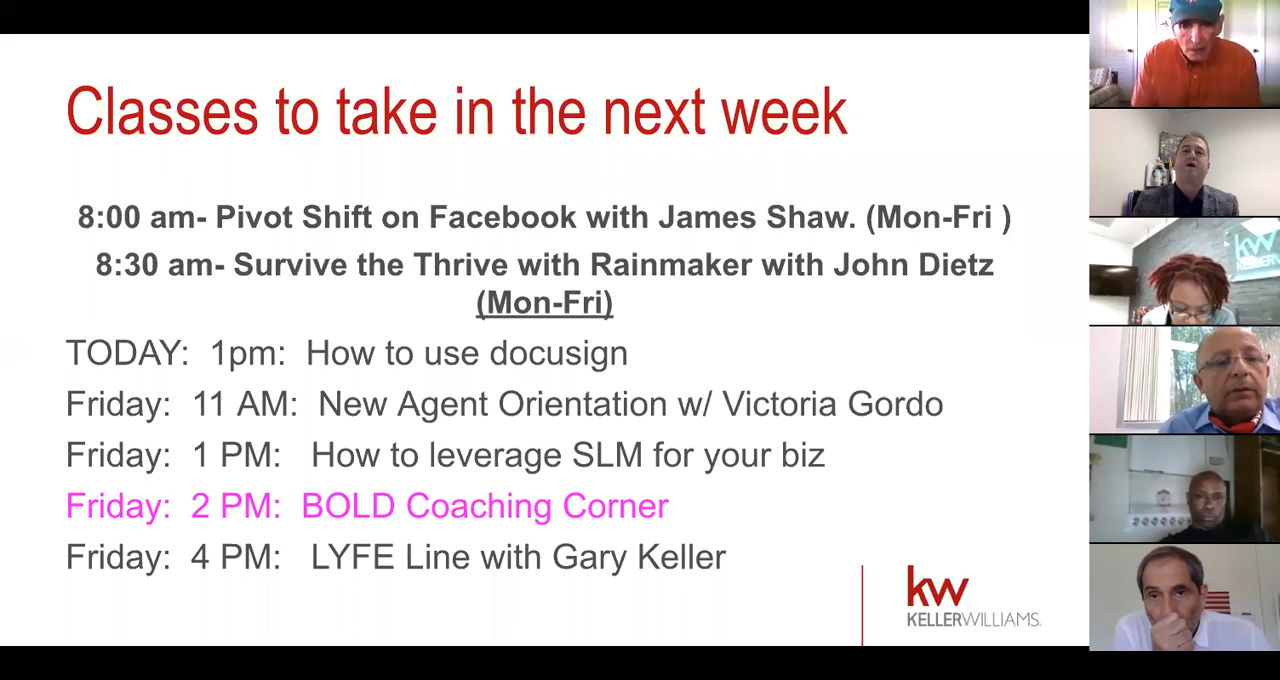 Classes to take in the next week
8:00 am- Pivot Shift on Facebook with James Shaw. (Mon-Fri )
8:30 am- Survive the Thrive with Rainmaker with John Dietz
(Mon-Fri)
TODAY:  1pm:  How to use docusign
Friday:  11 AM:  New Agent Orientation w/ Victoria Gordo
Friday:  1 PM:   How to leverage SLM for your biz
Friday:  2 PM:  BOLD Coaching Corner
Friday:  4 PM:   LYFE Line with Gary Keller
kw
KELLERWILLIAMS.
kw
KELLERW